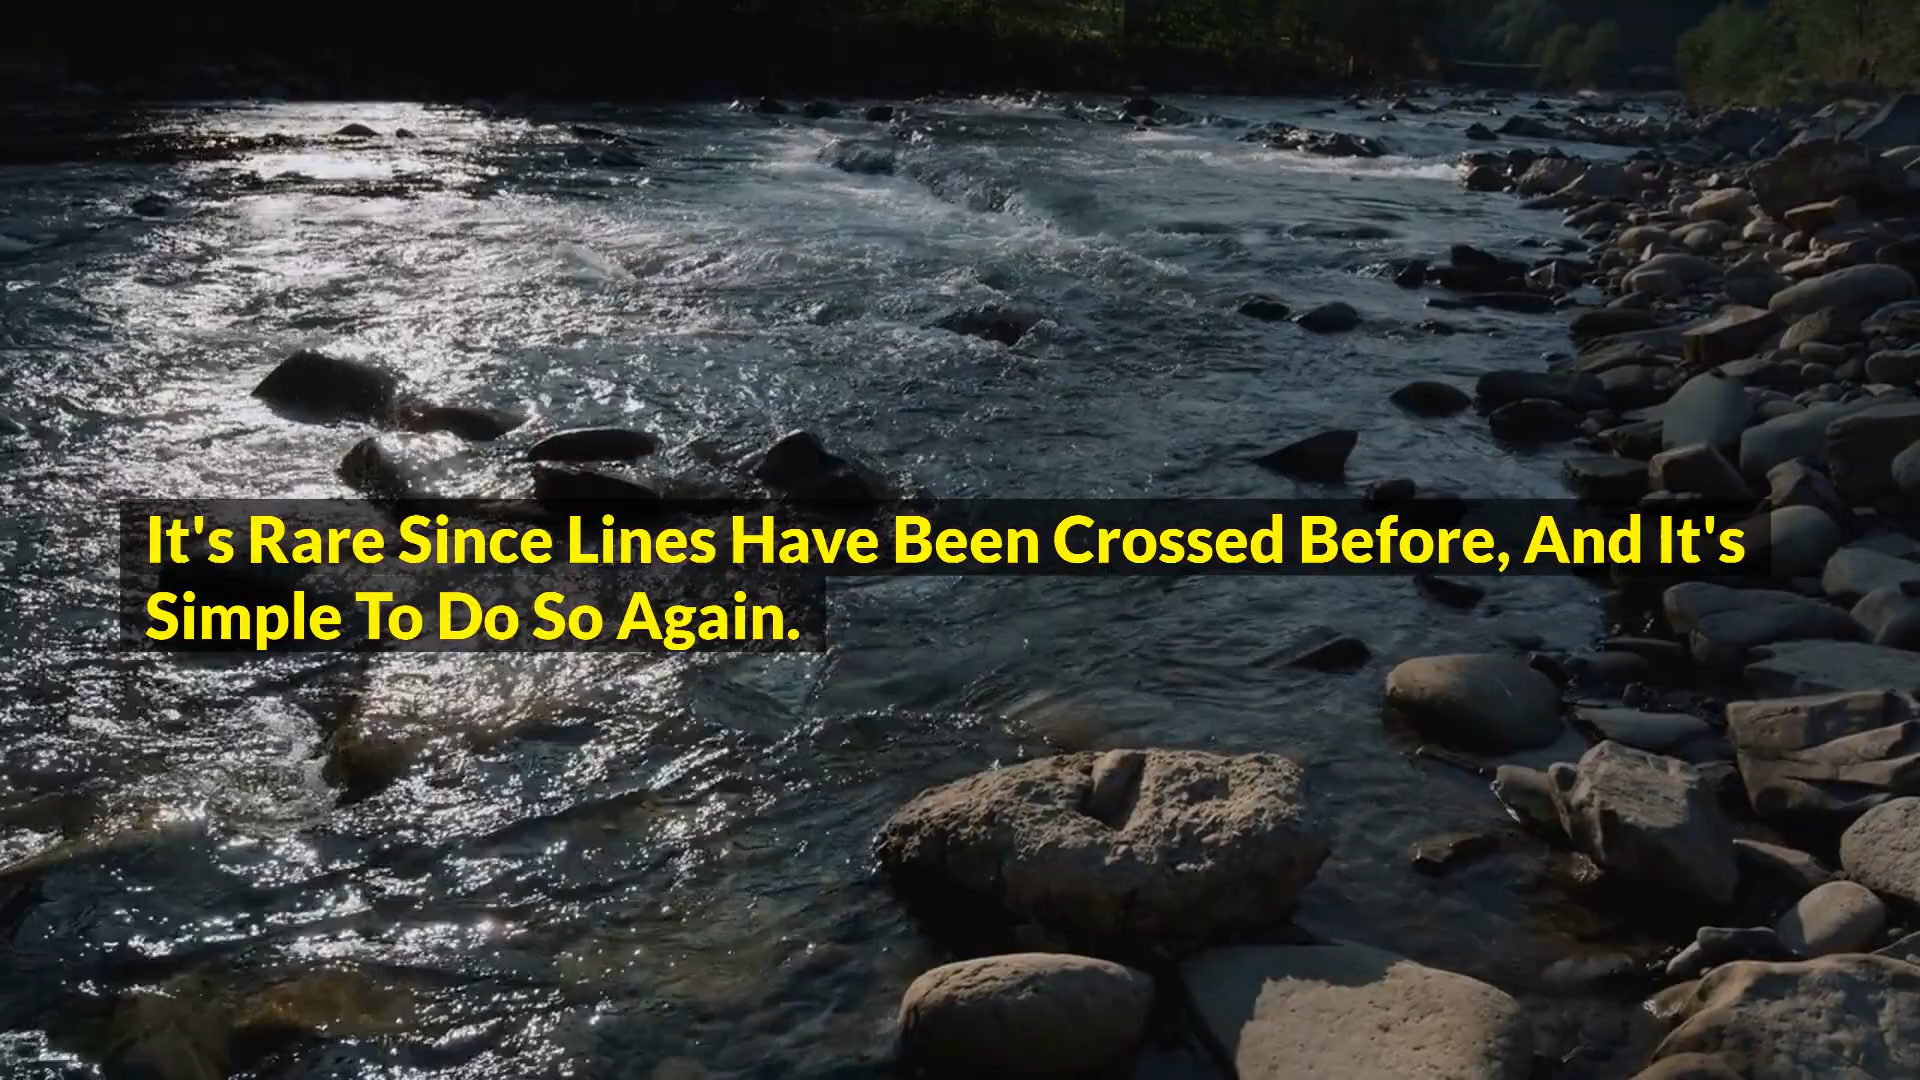 It's Rare Since Lines Have Been Crossed Before, And It's
Simple To Do So Again.